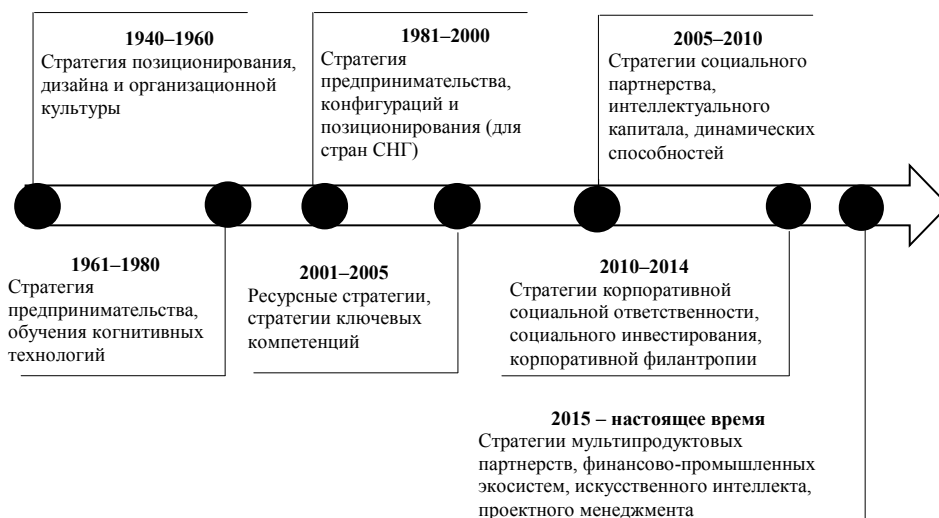 1940–1960
Стратегия позиционирования,
дизайна и организационной
культуры
1981–2000
Стратегия
предпринимательства,
конфигураций и
позиционирования (для
стран СНГ)
2005–2010
Стратегии социального
партнерства,
интеллектуального
капитала, динамических
способностей
1961–1980
Стратегия
предпринимательства,
обучения когнитивных
технологий
2001–2005
Ресурсные стратегии,
стратегии ключевых
компетенций
2010–2014
Стратегии корпоративной
социальной ответственности,
социального инвестирования,
корпоративной филантропии
2015 – настоящее время
Стратегии мультипродуктовых
партнерств, финансово-промышленных
экосистем, искусственного интеллекта,
проектного менеджмента